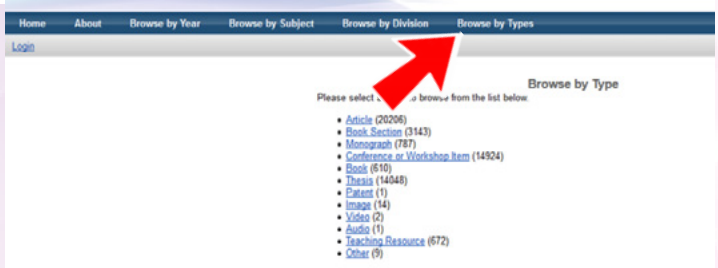 Home About Browse by Year Browse by Subject Browse by Division Browse by Types
Login
Browse by Type
Please select browse from the list below.
Article (20206)
Book Section (3143)
Monograph (787)
Conference or Workshop Item (14924)
Book (610)
Thesis (14048)
Patent (1)
Image (14)
Video (2)
Audio (1)
Teaching Resource (672)
Other (9)